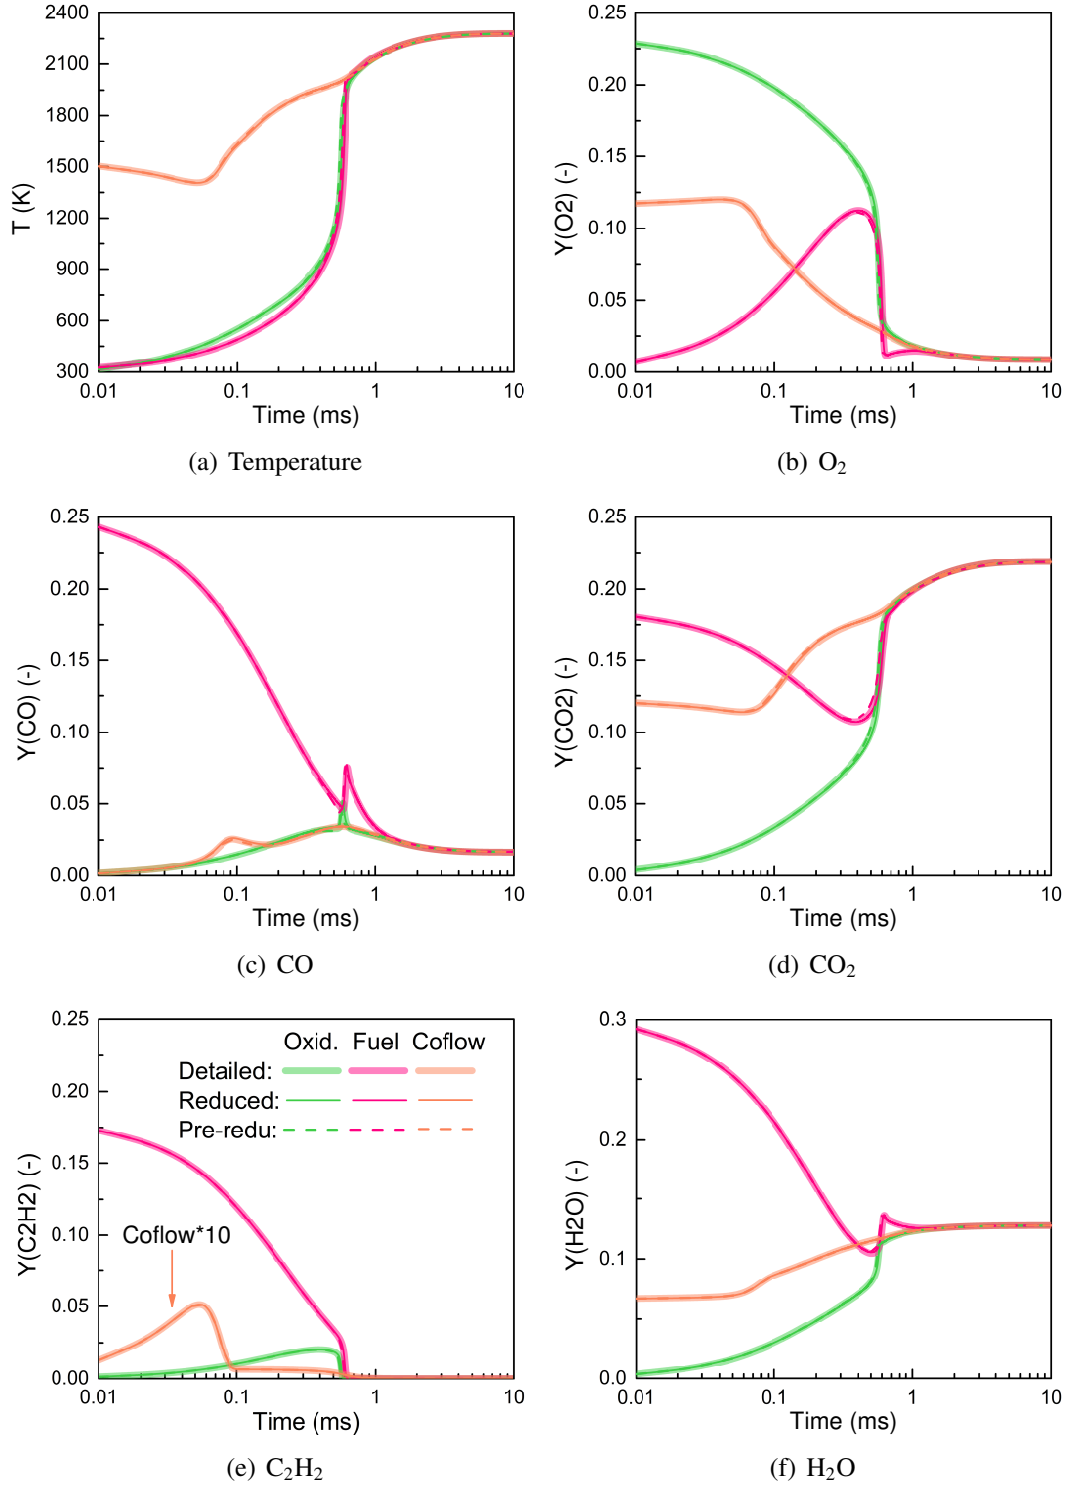 2400
2100
1800
1500
1200
900
600
300
T (K)
0.01 0.1 1 10
Time (ms)
(a) Temperature
0.25
0.20
0.15
0.10
0.05
0.00
Y(O2) (-)
0.01 0.1 1 10
Time (ms)
(b) O₂
0.25
0.20
0.15
0.10
0.05
0.00
Y(CO) (-)
0.01 0.1 1 10
Time (ms)
(c) CO
0.25
0.20
0.15
0.10
0.05
0.00
Y(CO2) (-)
0.01 0.1 1 10
Time (ms)
(d) CO₂
0.25
0.20
0.15
0.10
0.05
0.00
Y(C2H2) (-)
Oxid. Fuel Coflow
Detailed:
Reduced:
Pre-redu:
Coflow*10
0.01 0.1 1 10
Time (ms)
(e) C₂H₂
0.3
0.2
0.1
0.0
Y(H2O) (-)
0.01 0.1 1 10
Time (ms)
(f) H₂O